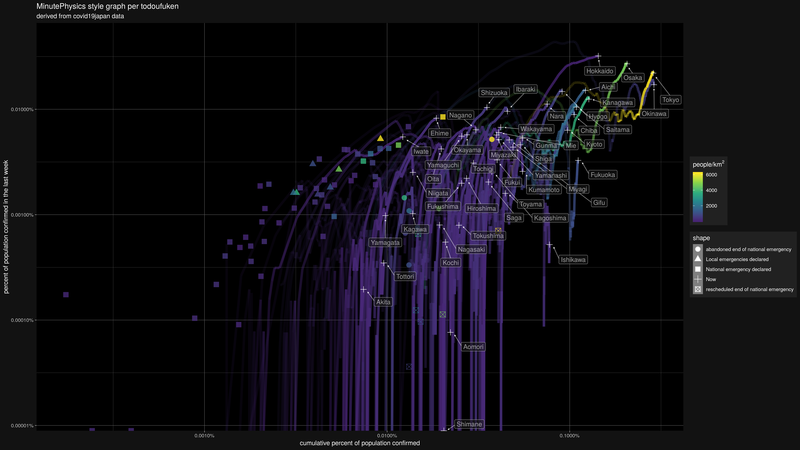 MinutePhysics style graph per todoufuken
derived from covid19japan data
percent of population confirmed in the last week
0.01000%
0.00100%
0.00010%
0.00001%
0.0010%
0.0100%
0.1000%
cumulative percent of population confirmed
Hokkaido
Osaka
Tokyo
Okinawa
Aichi
Kanagawa
Shizuoka
Ibaraki
Nagano
Nara
Hyogo
Ehime
Wakayama
Chiba
Saitama
Iwate
Okayama
Gunma
Mie
Kyoto
Yamaguchi
Miyazaki
Shiga
Oita
Tochigi
Yamanashi
Fukuoka
Niigata
Fukui
Kumamoto
Miyagi
Fukushima
Hiroshima
Toyama
Gifu
Saga
Kagoshima
Kagawa
Tokushima
Yamagata
Nagasaki
Kochi
Ishikawa
Tottori
Akita
Aomori
Shimane
people/km²
6000
4000
2000
shape
abandoned end of national emergency
Local emergencies declared
National emergency declared
Now
rescheduled end of national emergency